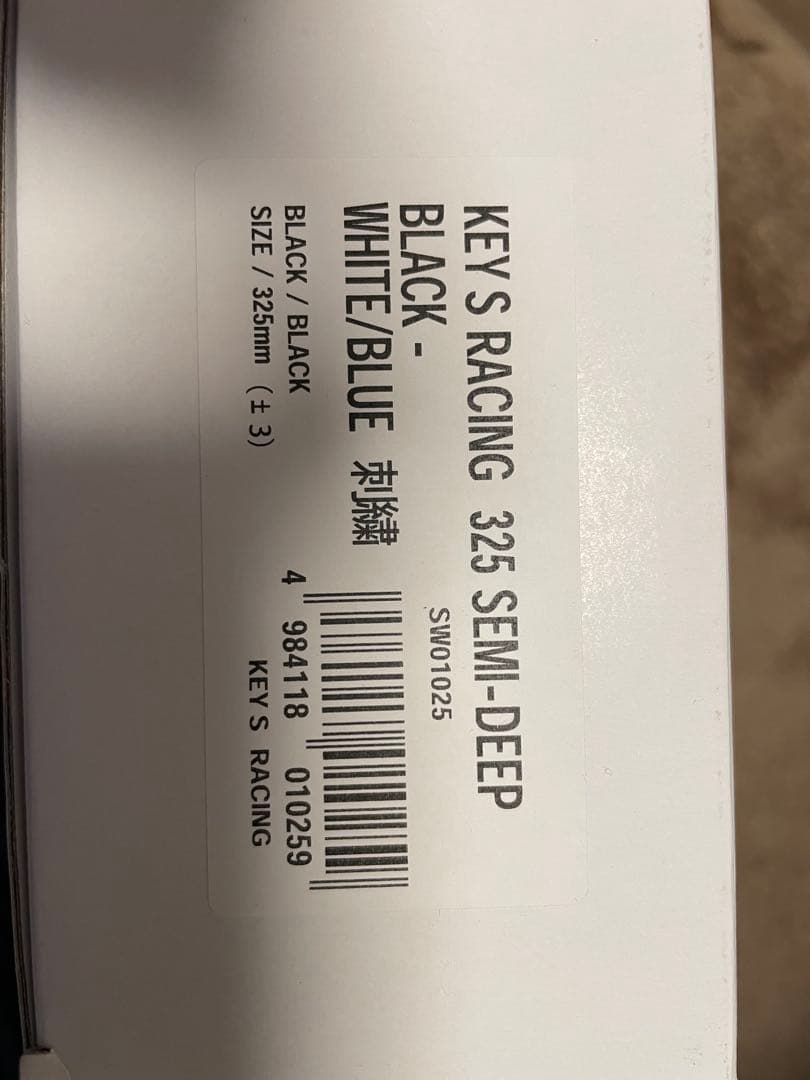 KEY S RACING 325 SEMI-DEEP
SW01025
BLACK -
WHITE/BLUE 刺繍
BLACK / BLACK
SIZE / 325mm (±3)
4 984118 010259
KEY S RACING